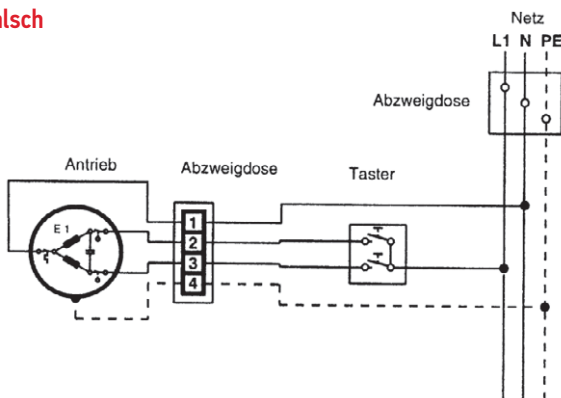 alsch
Netz
L1 N PE
Abzweigdose
Antrieb
Abzweigdose
Taster
E 1
1
2
3
4